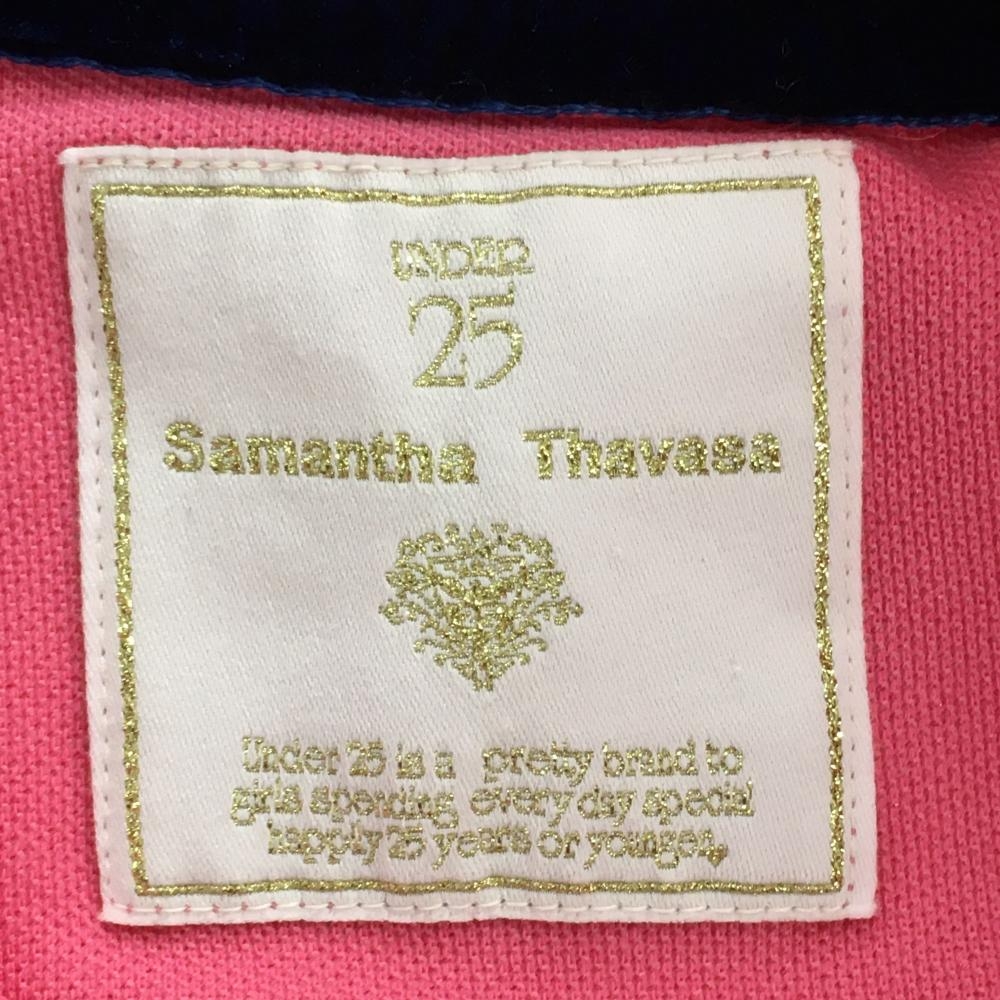 UNDER
25
Samantha Thavasa
Under 25 is a pretty brand to
girls spending every day special
happly 25 years or younger.